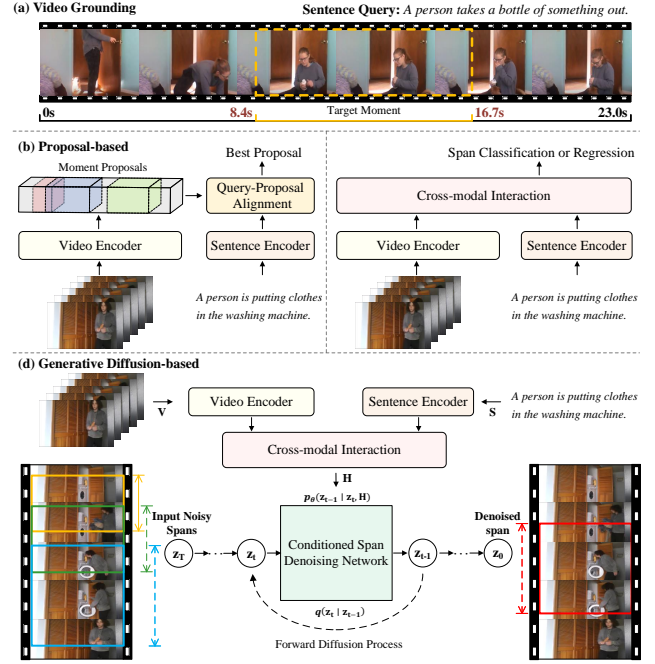 (a) Video Grounding
Sentence Query: A person takes a bottle of something out.
0s 8.4s Target Moment 16.7s 23.0s
(b) Proposal-based
Moment Proposals
Best Proposal
Query-Proposal
Alignment
Video Encoder
Sentence Encoder
A person is putting clothes
in the washing machine.
Span Classification or Regression
Cross-modal Interaction
Video Encoder
Sentence Encoder
A person is putting clothes
in the washing machine.
(d) Generative Diffusion-based
V
Video Encoder
Sentence Encoder
S
A person is putting clothes
in the washing machine.
Cross-modal Interaction
H
pθ(zt-1 | zt, H)
Input Noisy
Spans
zT
zt
Conditioned Span
Denoising Network
zt-1
z0
Denoised
span
q(zt | zt-1)
Forward Diffusion Process